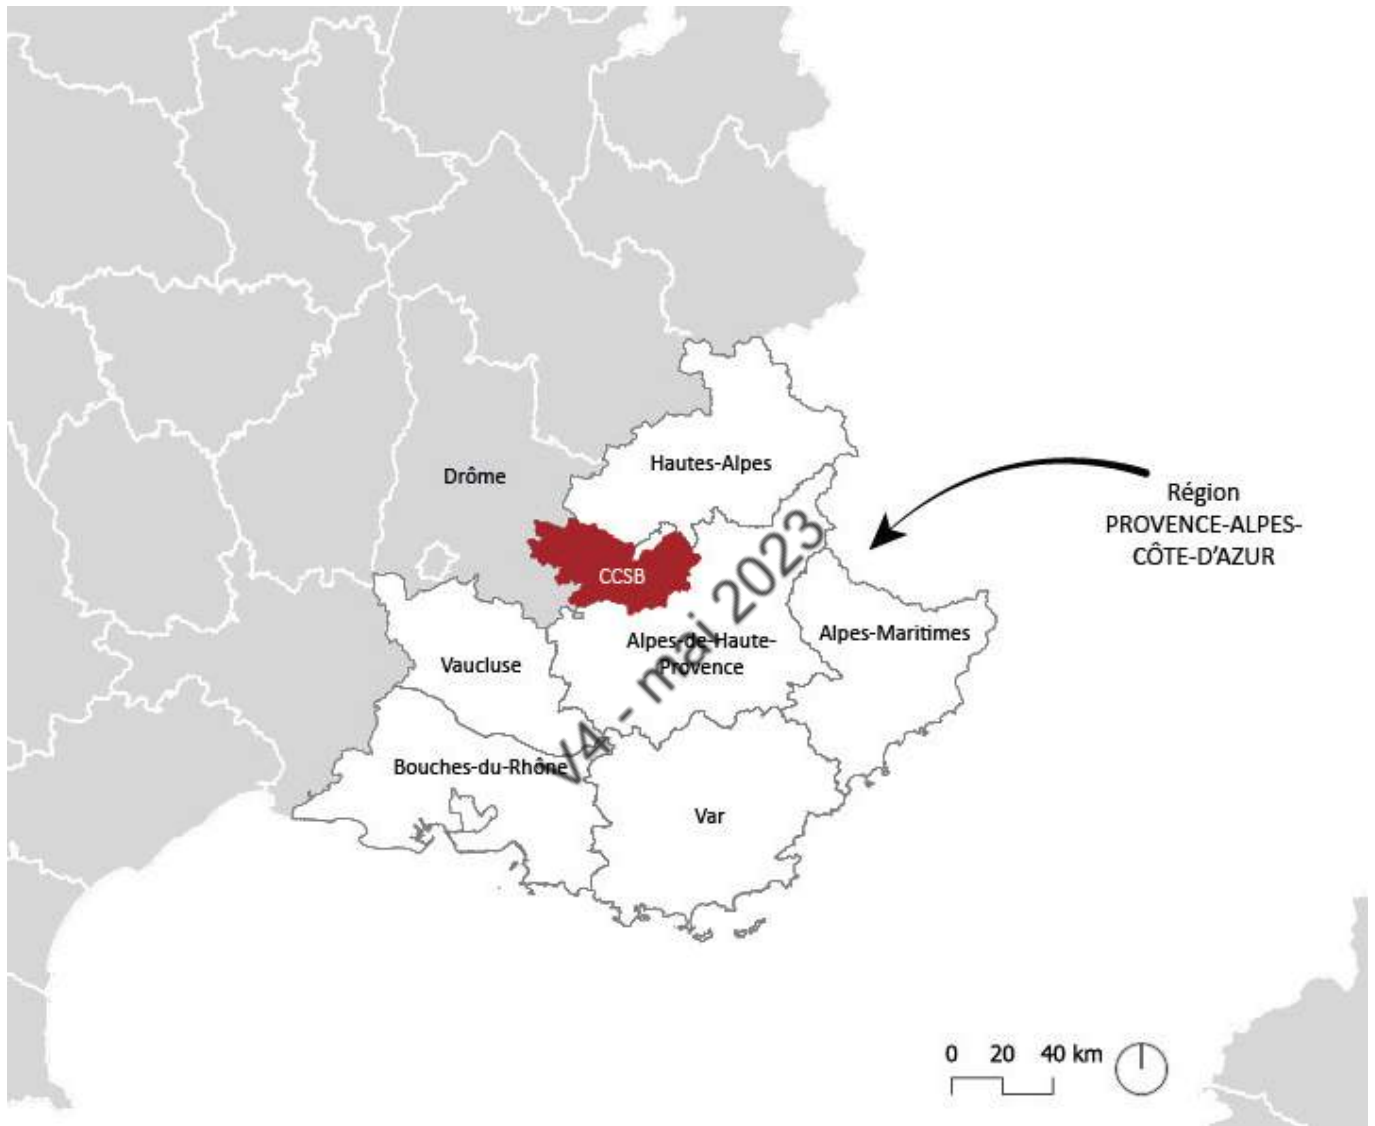 Drôme
Hautes-Alpes
Région
PROVENCE-ALPES-
CÔTE-D'AZUR
CCSB
Alpes-de-Haute-
Provence
Alpes-Maritimes
Vaucluse
Bouches-du-Rhône
Var
V4 - mai 2023
0 20 40 km